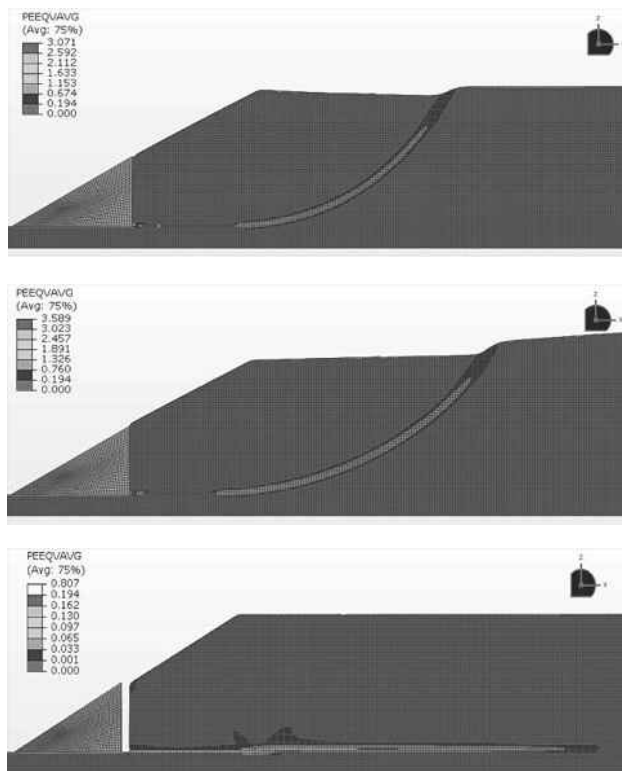 PEEQVAVG
(Avg: 75%)
3.071
2.592
2.112
1.633
1.153
0.674
0.194
0.000
Z
PEEQVAVG
(Avg: 75%)
3.589
3.023
2.457
1.891
1.326
0.760
0.194
0.000
Z
X
PEEQVAVG
(Avg: 75%)
0.807
0.194
0.162
0.130
0.097
0.065
0.033
0.001
0.000
Z
X